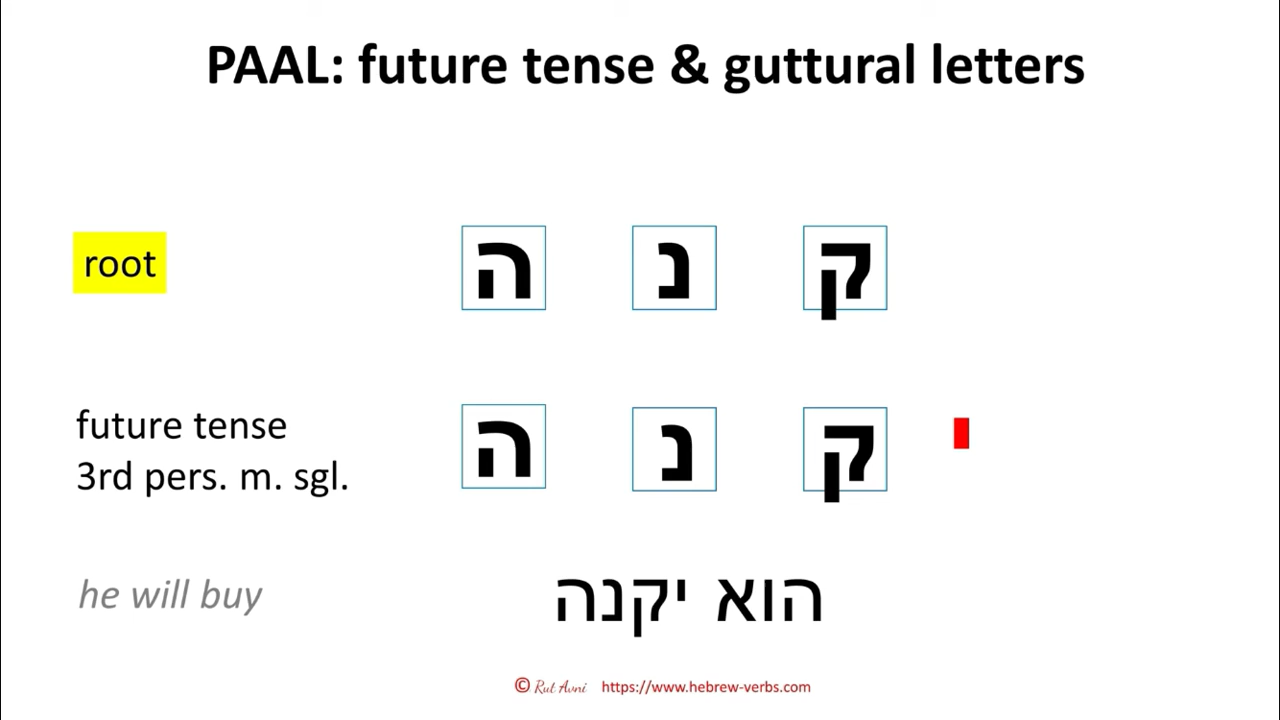 PAAL: future tense & guttural letters
root
ק נ ה
future tense
3rd pers. m. sgl.
י ק נ ה
he will buy
הוא יקנה
© Rut Avni https://www.hebrew-verbs.com